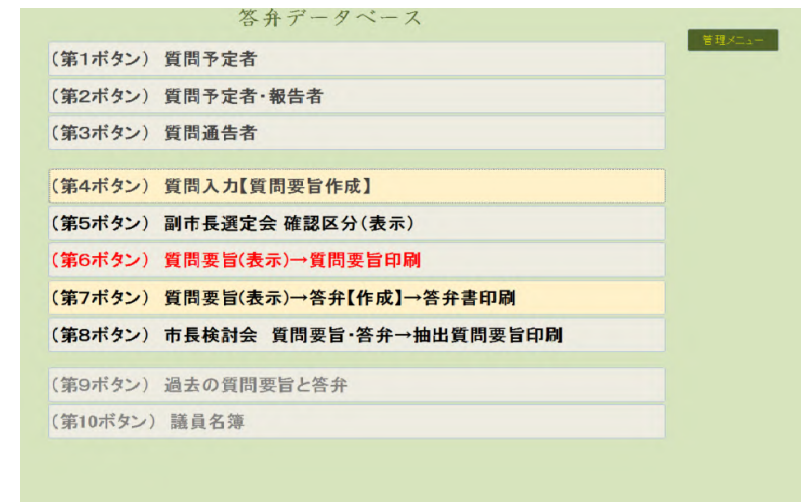 答弁データベース
管理メニュー
(第1ボタン) 質問予定者
(第2ボタン) 質問予定者・報告者
(第3ボタン) 質問通告者
(第4ボタン) 質問入力【質問要旨作成】
(第5ボタン) 副市長選定会 確認区分(表示)
(第6ボタン) 質問要旨(表示)→質問要旨印刷
(第7ボタン) 質問要旨(表示)→答弁【作成】→答弁書印刷
(第8ボタン) 市長検討会 質問要旨・答弁→抽出質問要旨印刷
(第9ボタン) 過去の質問要旨と答弁
(第10ボタン) 議員名簿